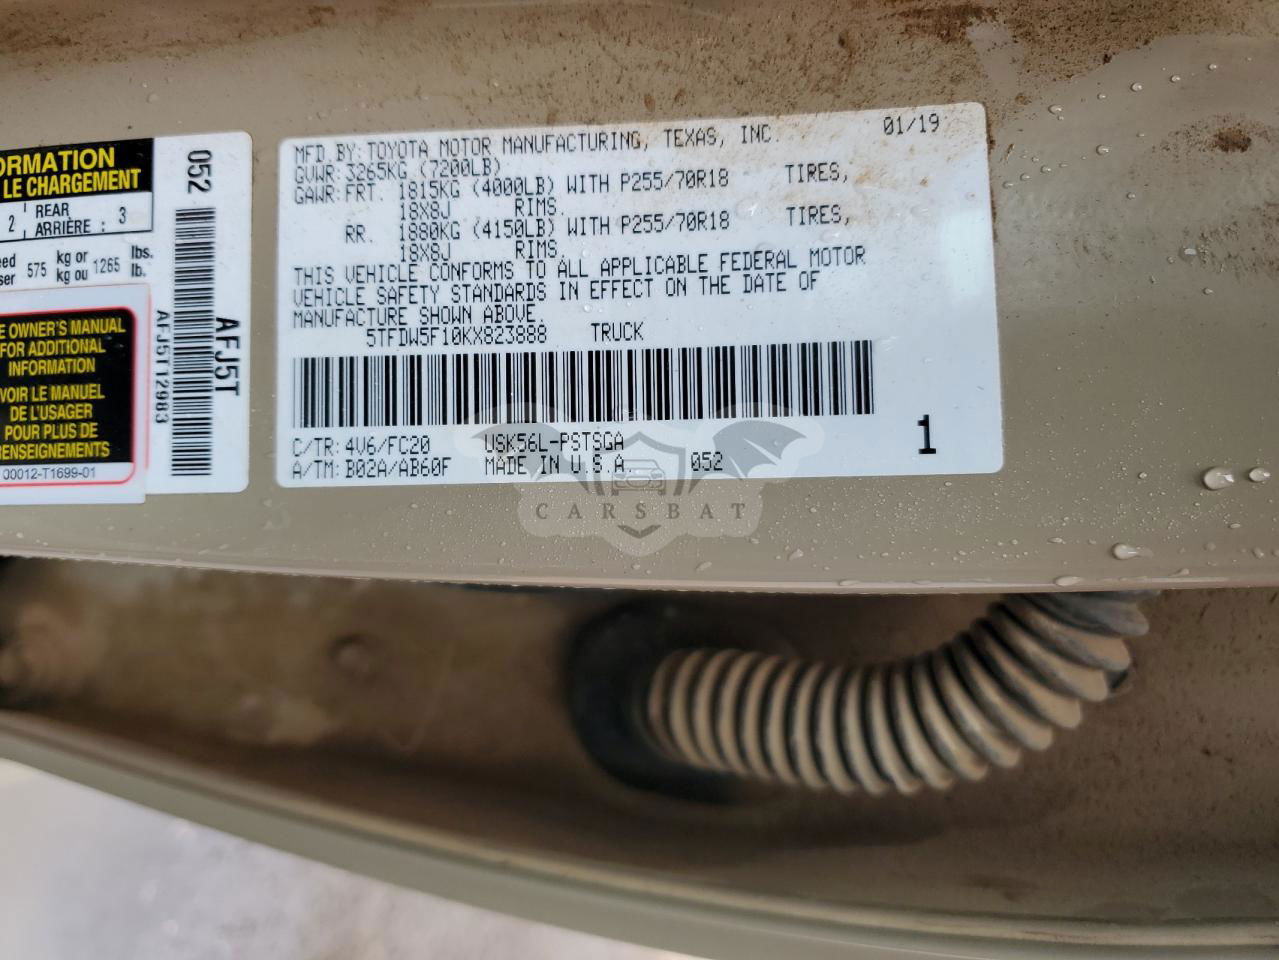 ORMATION
LE CHARGEMENT
2 REAR ARRIÈRE : 3
575 kg or kg ou 1265 lbs. lb.
E OWNER'S MANUAL
FOR ADDITIONAL
INFORMATION
VOIR LE MANUEL
DE L'USAGER
POUR PLUS DE
RENSEIGNEMENTS
00012-T1699-01
052
AFJ5T12983
AFJ5T
MFD.BY:TOYOTA MOTOR MANUFACTURING, TEXAS, INC. 01/19
GVWR:3265KG (7200LB)
GAWR:FRT. 1815KG (4000LB) WITH P255/70R18 TIRES,
18X8J RIMS,
RR. 1880KG (4150LB) WITH P255/70R18 TIRES,
18X8J RIMS,
THIS VEHICLE CONFORMS TO ALL APPLICABLE FEDERAL MOTOR
VEHICLE SAFETY STANDARDS IN EFFECT ON THE DATE OF
MANUFACTURE SHOWN ABOVE.
5TFDW5F10KX823888 TRUCK
C/TR: 4V6/FC20 USK56L-PSTSGA
A/TM: B02A/AB60F MADE IN U.S.A. 052
1
CARSBAT